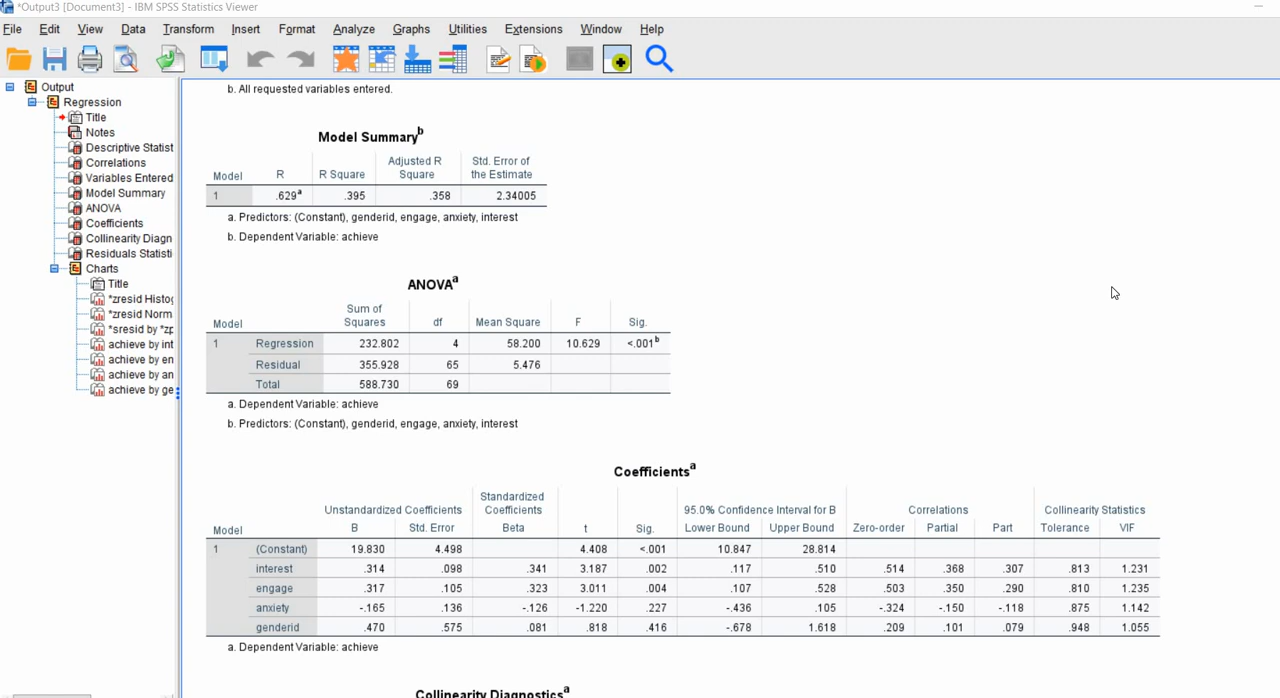 *Output3 [Document3] - IBM SPSS Statistics Viewer
File Edit View Data Transform Insert Format Analyze Graphs Utilities Extensions Window Help
Output
Regression
Title
Notes
Descriptive Statist
Correlations
Variables Entered
Model Summary
ANOVA
Coefficients
Collinearity Diagn
Residuals Statisti
Charts
Title
*zresid Histog
*zresid Norm
*sresid by *zp
achieve by int
achieve by en
achieve by an
achieve by ge
b. All requested variables entered.
Model Summaryb
Model R R Square Adjusted R Square Std. Error of the Estimate
1 .629a .395 .358 2.34005
a. Predictors: (Constant), genderid, engage, anxiety, interest
b. Dependent Variable: achieve
ANOVAa
Model Sum of Squares df Mean Square F Sig.
1 Regression 232.802 4 58.200 10.629 <.001b
Residual 355.928 65 5.476
Total 588.730 69
a. Dependent Variable: achieve
b. Predictors: (Constant), genderid, engage, anxiety, interest
Coefficientsa
Unstandardized Coefficients Standardized Coefficients 95.0% Confidence Interval for B Correlations Collinearity Statistics
Model B Std. Error Beta t Sig. Lower Bound Upper Bound Zero-order Partial Part Tolerance VIF
1 (Constant) 19.830 4.498 4.408 <.001 10.847 28.814
interest .314 .098 .341 3.187 .002 .117 .510 .514 .368 .307 .813 1.231
engage .317 .105 .323 3.011 .004 .107 .528 .503 .350 .290 .810 1.235
anxiety -.165 .136 -.126 -1.220 .227 -.436 .105 -.324 -.150 -.118 .875 1.142
genderid .470 .575 .081 .818 .416 -.678 1.618 .209 .101 .079 .948 1.055
a. Dependent Variable: achieve
Collinearity Diagnosticsa